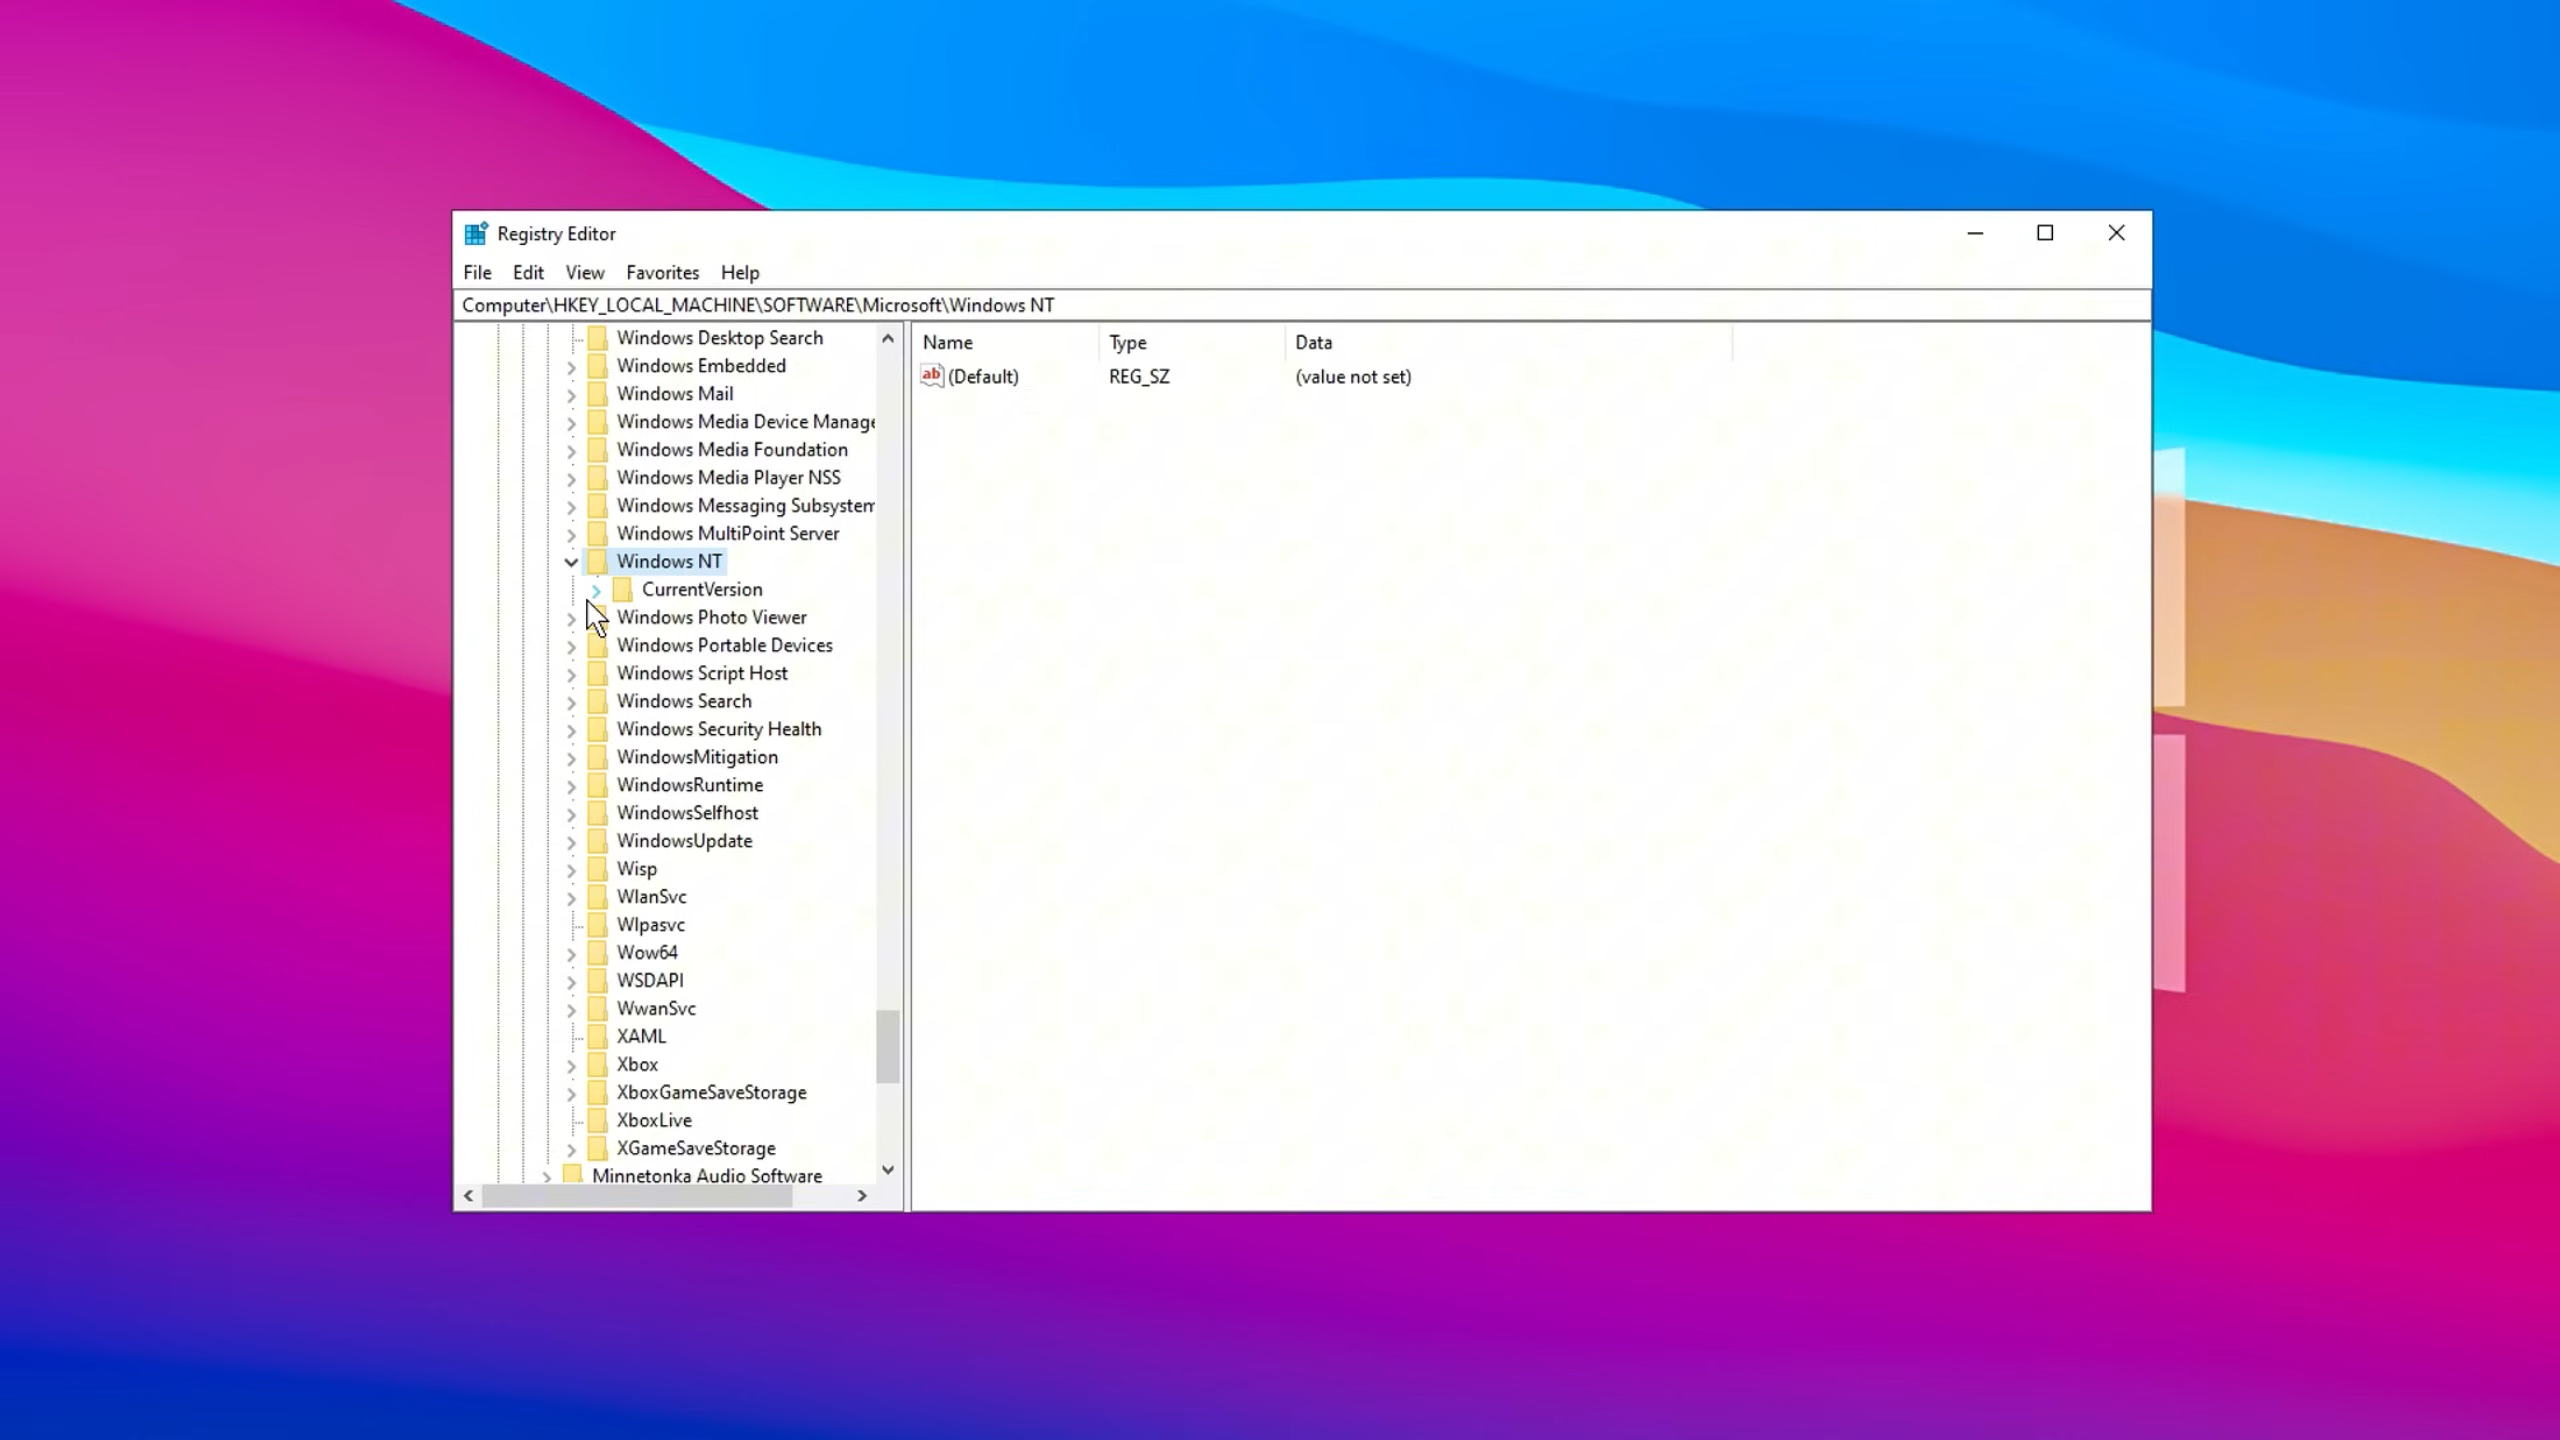 Registry Editor
File Edit View Favorites Help
Computer\HKEY_LOCAL_MACHINE\SOFTWARE\Microsoft\Windows NT
Windows Desktop Search
Windows Embedded
Windows Mail
Windows Media Device Manage
Windows Media Foundation
Windows Media Player NSS
Windows Messaging Subsystem
Windows MultiPoint Server
Windows NT
CurrentVersion
Windows Photo Viewer
Windows Portable Devices
Windows Script Host
Windows Search
Windows Security Health
WindowsMitigation
WindowsRuntime
WindowsSelfhost
WindowsUpdate
Wisp
WlanSvc
Wlpasvc
Wow64
WSDAPI
WwanSvc
XAML
Xbox
XboxGameSaveStorage
XboxLive
XGameSaveStorage
Minnetonka Audio Software
Name Type Data
ab (Default) REG_SZ (value not set)